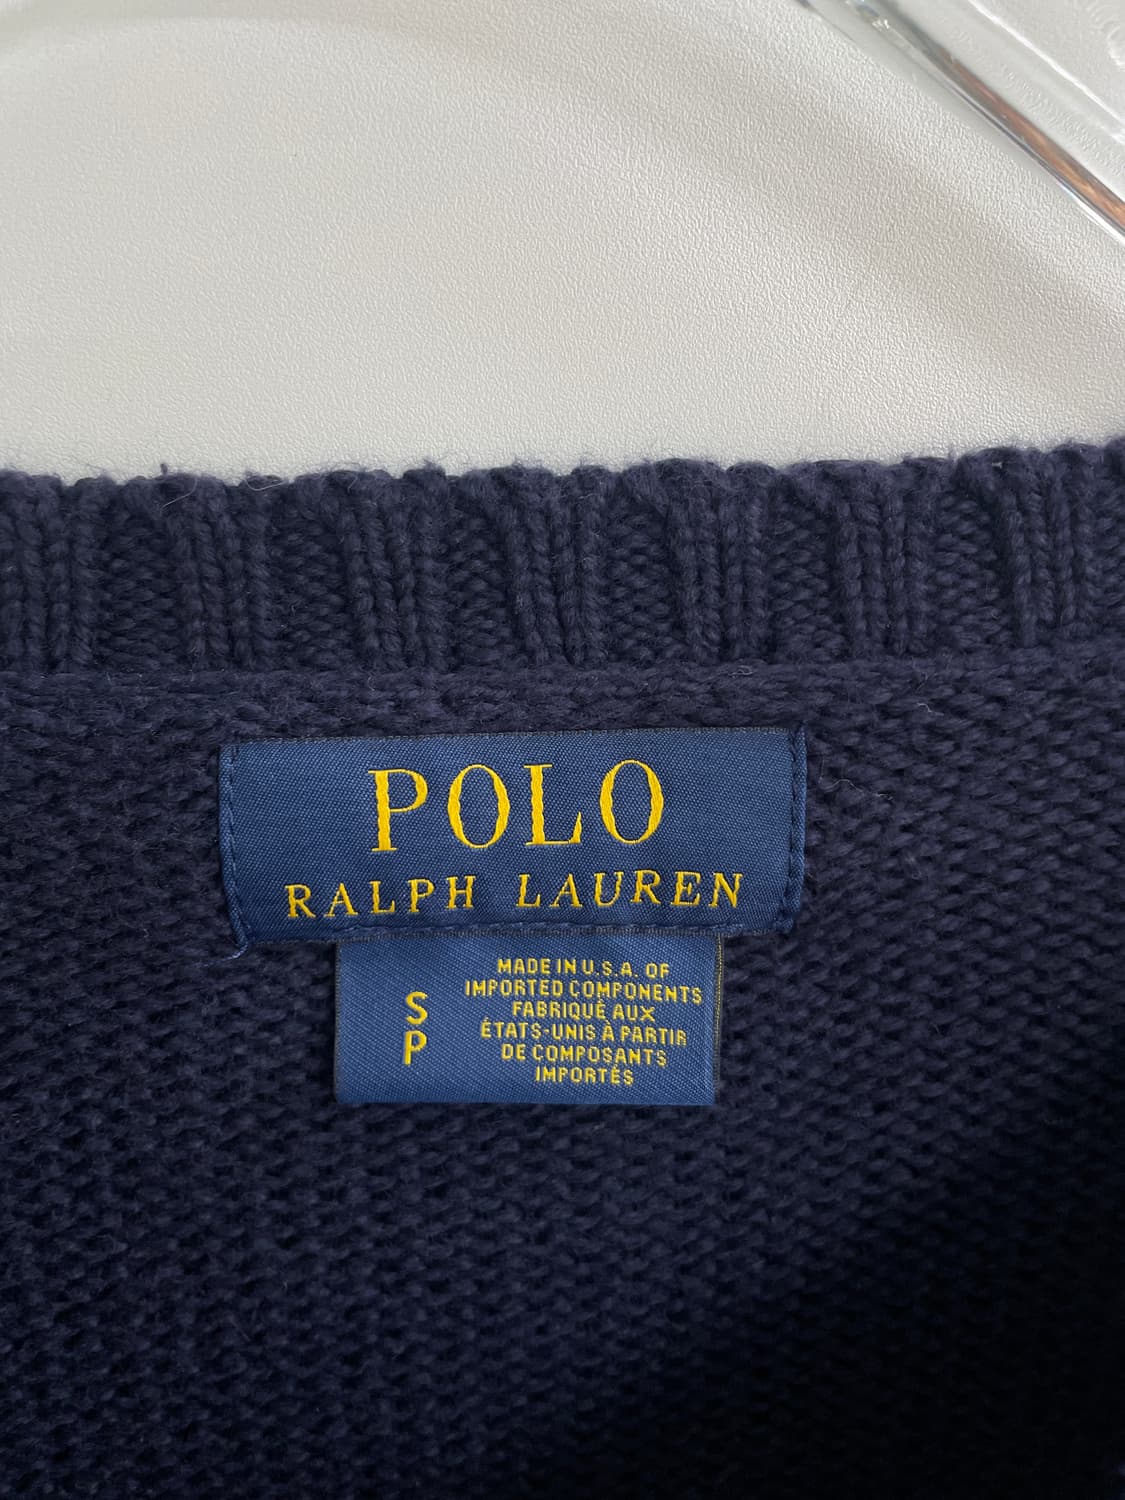 POLO
RALPH LAUREN
S
P
MADE IN U.S.A. OF
IMPORTED COMPONENTS
FABRIQUÉ AUX
ÉTATS-UNIS À PARTIR
DE COMPOSANTS
IMPORTÉS